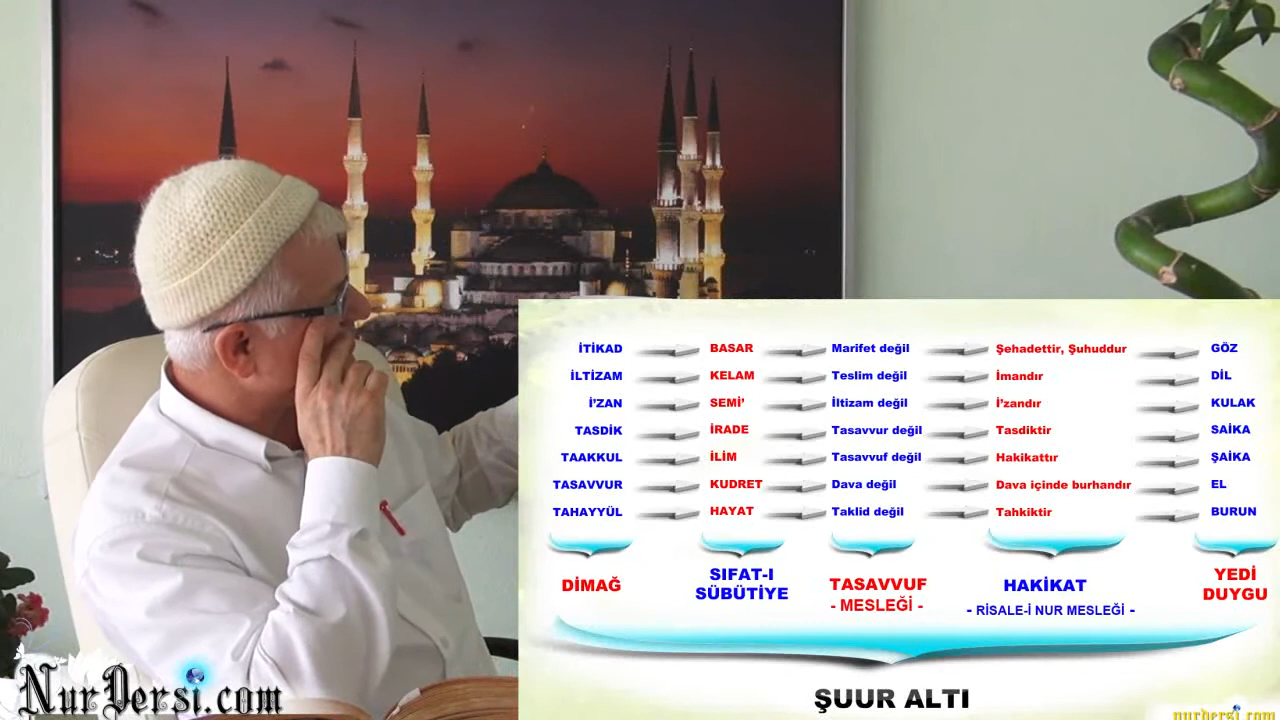 İTİKAD BASAR Marifet değil Şehadettir, Şuhuddur GÖZ
İLTİZAM KELAM Teslim değil İmandır DİL
İ’ZAN SEMİ’ İltizam değil İ’zandır KULAK
TASDİK İRADE Tasavvur değil Tasdiktir SAİKA
TAAKKUL İLİM Tasavvuf değil Hakikattır ŞAİKA
TASAVVUR KUDRET Dava değil Dava içinde burhandır EL
TAHAYYÜL HAYAT Taklid değil Tahkiktir BURUN
DİMAĞ
SIFAT-I
SÜBÜTİYE
TASAVVUF
- MESLEĞİ -
HAKİKAT
- RİSALE-İ NUR MESLEĞİ -
YEDİ
DUYGU
ŞUUR ALTI
NurDersi.com
nurdersi.com